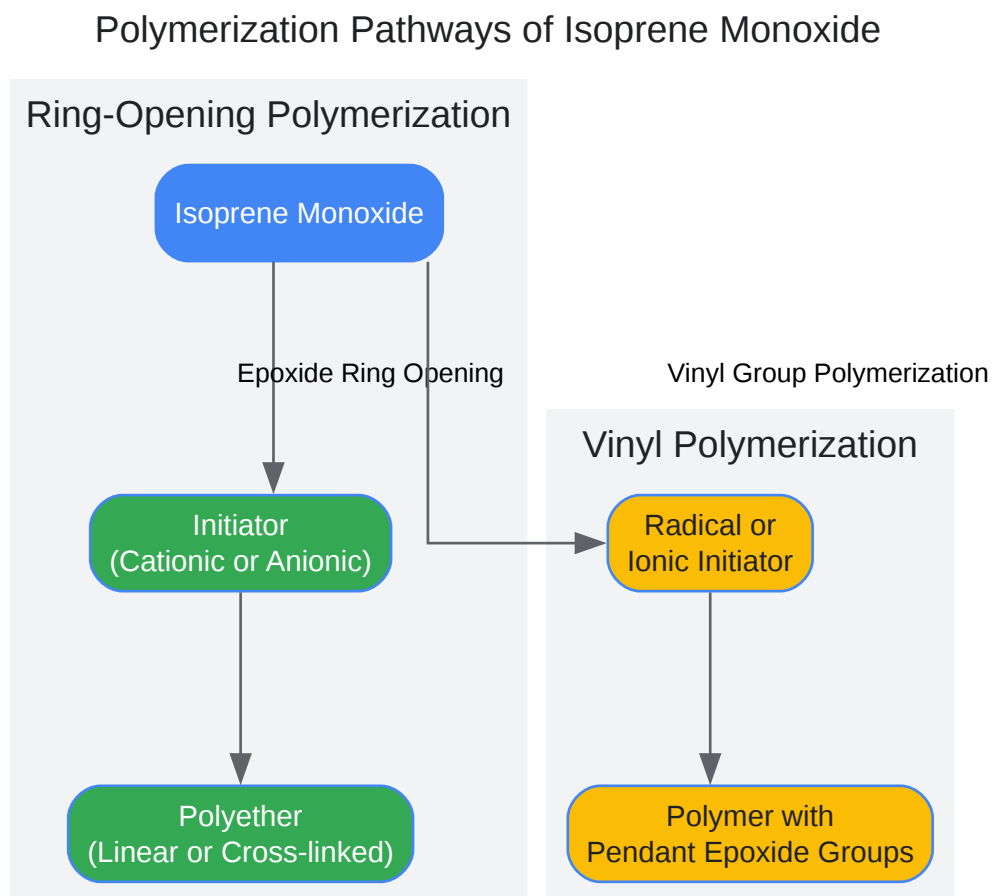 Polymerization Pathways of Isoprene Monoxide
Ring-Opening Polymerization
Isoprene Monoxide
Epoxide Ring Opening
Vinyl Group Polymerization
Vinyl Polymerization
Initiator
(Cationic or Anionic)
Radical or
Ionic Initiator
Polyether
(Linear or Cross-linked)
Polymer with
Pendant Epoxide Groups